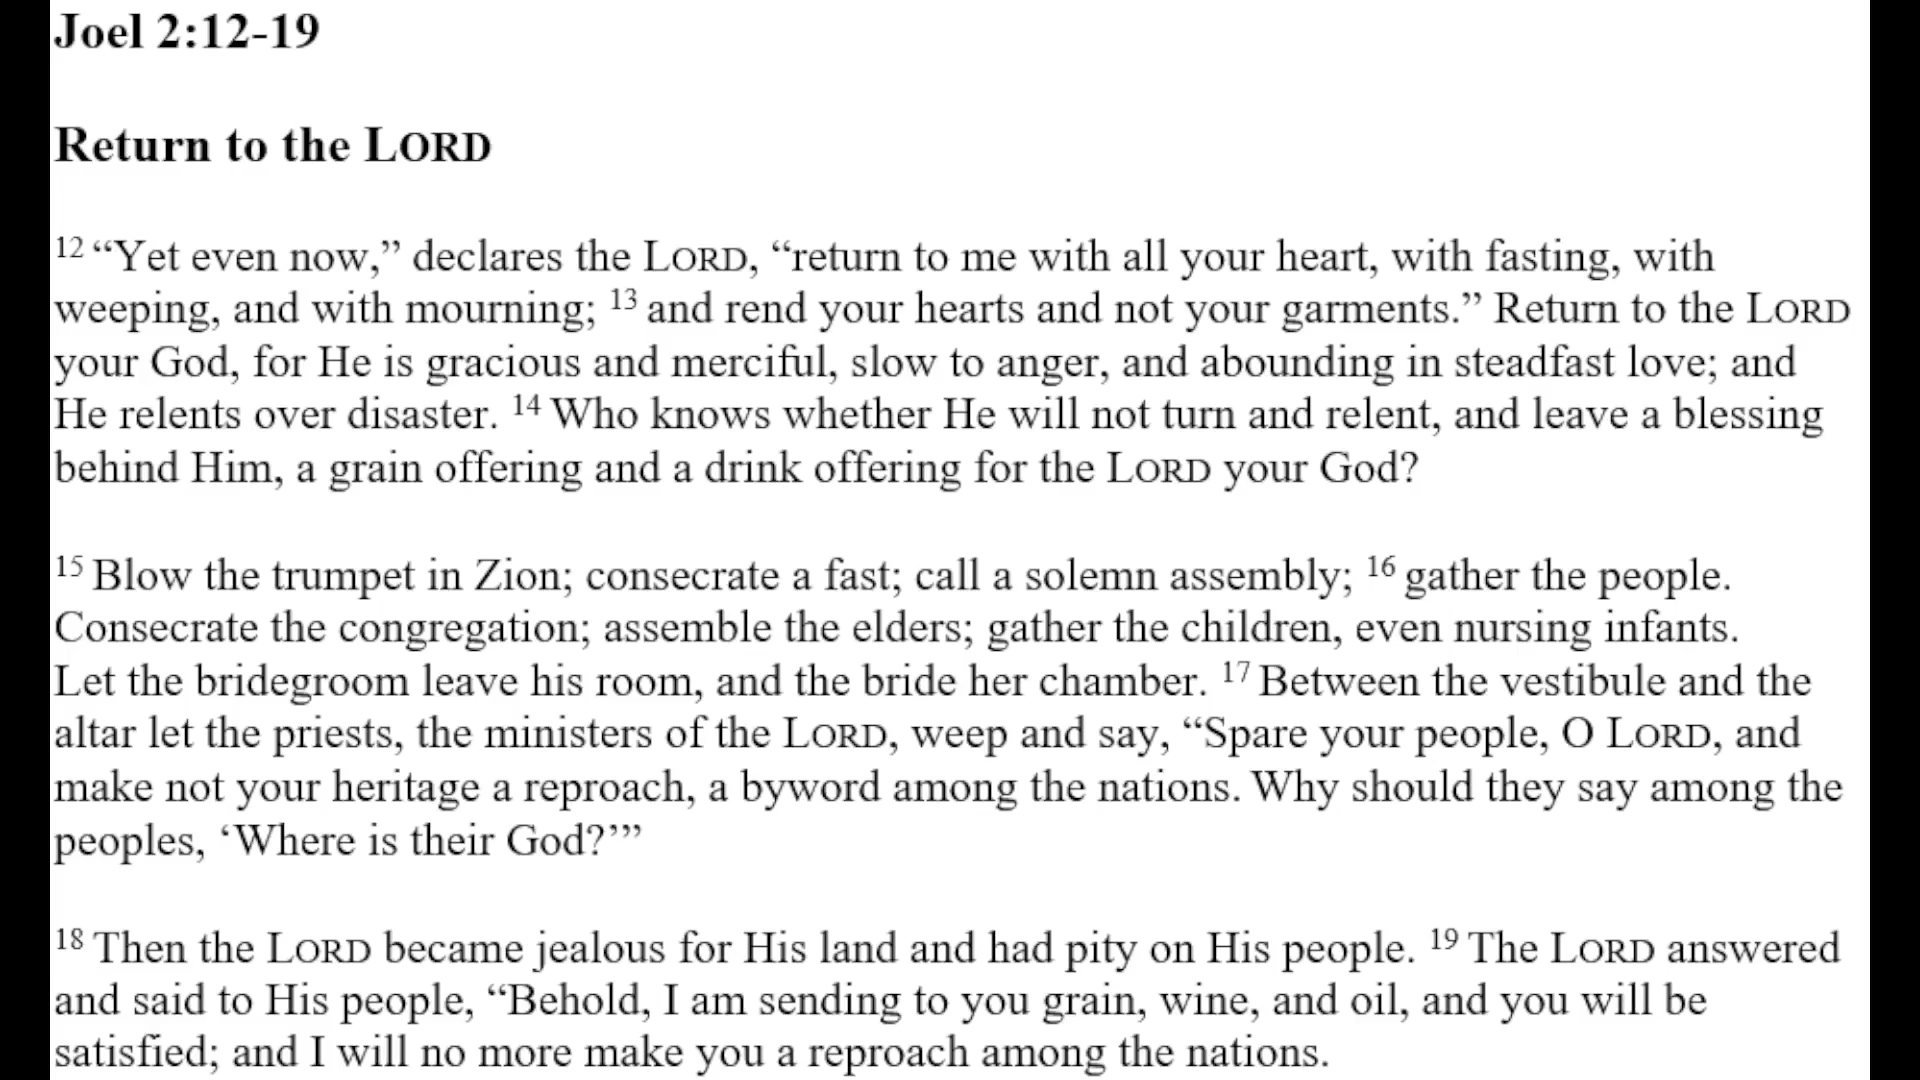 Joel 2:12-19
Return to the LORD
12 “Yet even now,” declares the LORD, “return to me with all your heart, with fasting, with
weeping, and with mourning; 13 and rend your hearts and not your garments.” Return to the LORD
your God, for He is gracious and merciful, slow to anger, and abounding in steadfast love; and
He relents over disaster. 14 Who knows whether He will not turn and relent, and leave a blessing
behind Him, a grain offering and a drink offering for the LORD your God?
15 Blow the trumpet in Zion; consecrate a fast; call a solemn assembly; 16 gather the people.
Consecrate the congregation; assemble the elders; gather the children, even nursing infants.
Let the bridegroom leave his room, and the bride her chamber. 17 Between the vestibule and the
altar let the priests, the ministers of the LORD, weep and say, “Spare your people, O LORD, and
make not your heritage a reproach, a byword among the nations. Why should they say among the
peoples, ‘Where is their God?’”
18 Then the LORD became jealous for His land and had pity on His people. 19 The LORD answered
and said to His people, “Behold, I am sending to you grain, wine, and oil, and you will be
satisfied; and I will no more make you a reproach among the nations.